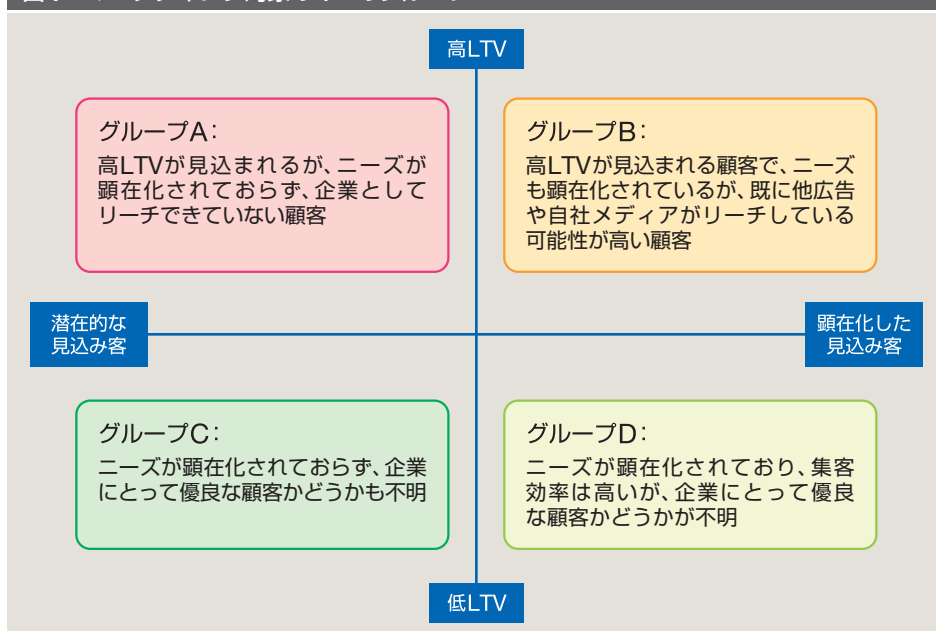 高LTV
グループA：
高LTVが見込まれるが、ニーズが
顕在化されておらず、企業として
リーチできていない顧客
グループB：
高LTVが見込まれる顧客で、ニーズ
も顕在化されているが、既に他広告
や自社メディアがリーチしている
可能性が高い顧客
潜在的な
見込み客
顕在化した
見込み客
グループC：
ニーズが顕在化されておらず、企業
にとって優良な顧客かどうかも不明
グループD：
ニーズが顕在化されており、集客
効率は高いが、企業にとって優良
な顧客かどうかが不明
低LTV